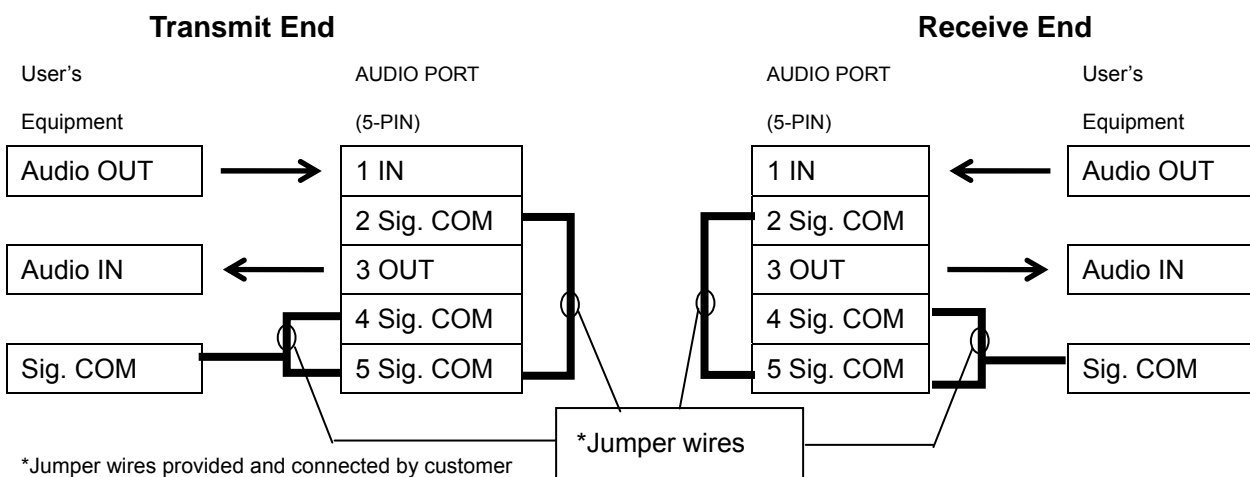 Transmit End
Receive End
User's
AUDIO PORT
AUDIO PORT
User's
Equipment
(5-PIN)
(5-PIN)
Equipment
Audio OUT
1 IN
1 IN
Audio OUT
2 Sig. COM
2 Sig. COM
Audio IN
3 OUT
3 OUT
Audio IN
4 Sig. COM
4 Sig. COM
Sig. COM
5 Sig. COM
5 Sig. COM
Sig. COM
*Jumper wires
*Jumper wires provided and connected by customer